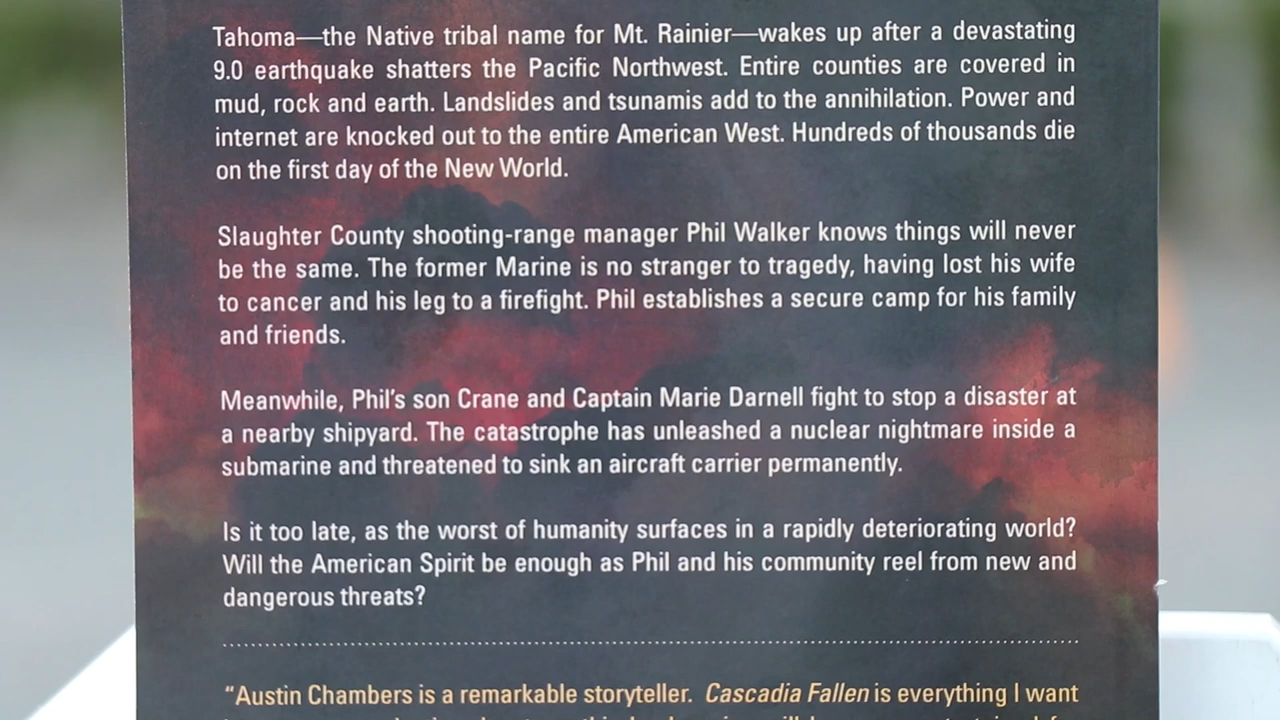 Tahoma—the Native tribal name for Mt. Rainier—wakes up after a devastating
9.0 earthquake shatters the Pacific Northwest. Entire counties are covered in
mud, rock and earth. Landslides and tsunamis add to the annihilation. Power and
internet are knocked out to the entire American West. Hundreds of thousands die
on the first day of the New World.
Slaughter County shooting-range manager Phil Walker knows things will never
be the same. The former Marine is no stranger to tragedy, having lost his wife
to cancer and his leg to a firefight. Phil establishes a secure camp for his family
and friends.
Meanwhile, Phil's son Crane and Captain Marie Darnell fight to stop a disaster at
a nearby shipyard. The catastrophe has unleashed a nuclear nightmare inside a
submarine and threatened to sink an aircraft carrier permanently.
Is it too late, as the worst of humanity surfaces in a rapidly deteriorating world?
Will the American Spirit be enough as Phil and his community reel from new and
dangerous threats?
“Austin Chambers is a remarkable storyteller. Cascadia Fallen is everything I want